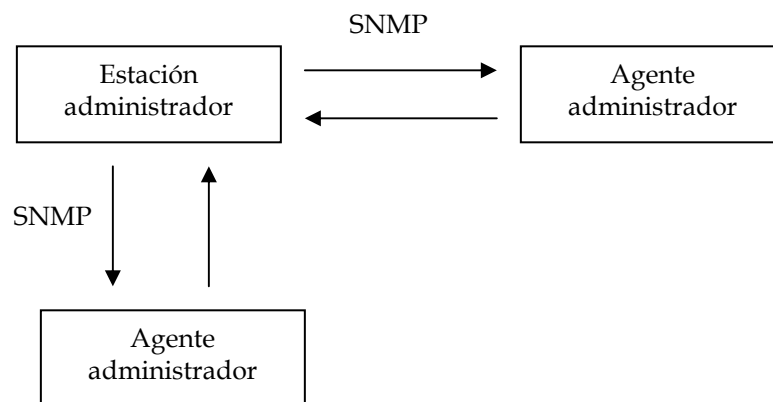 SNMP
Estación
administrador
Agente
administrador
SNMP
Agente
administrador